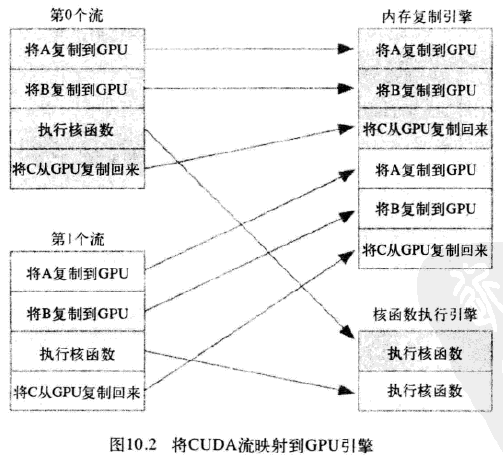 第0个流
将A复制到GPU
将B复制到GPU
执行核函数
将C从GPU复制回来
第1个流
将A复制到GPU
将B复制到GPU
执行核函数
将C从GPU复制回来
内存复制引擎
将A复制到GPU
将B复制到GPU
将C从GPU复制回来
将A复制到GPU
将B复制到GPU
将C从GPU复制回来
核函数执行引擎
执行核函数
执行核函数
图10.2 将CUDA流映射到GPU引擎